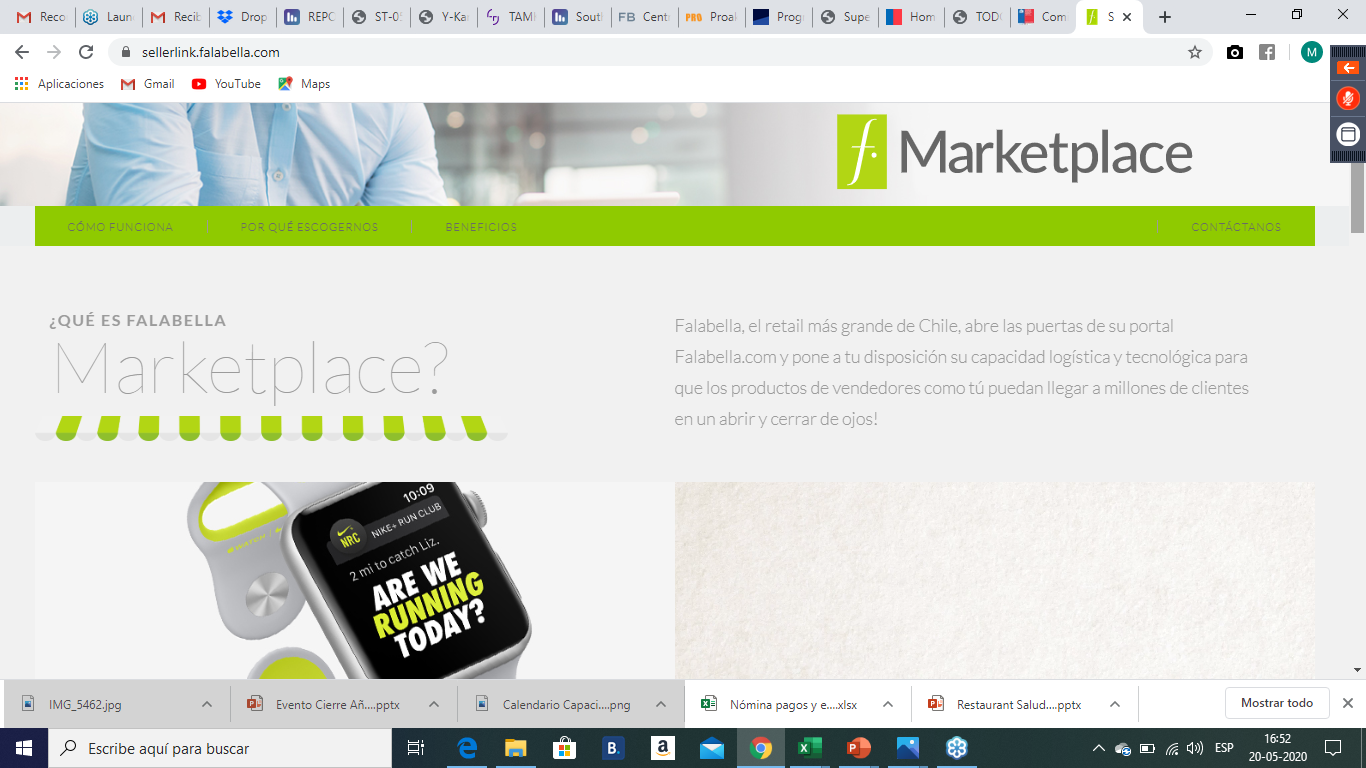 Reco
Laun
Recib
Drop
REPC
ST-05
Y-Kar
TAMI
South
FB Centr
PRO Proak
Progr
Supe
Hom
TODO
Com
S
sellerlink.falabella.com
M
Aplicaciones
Gmail
YouTube
Maps
f. Marketplace
CÓMO FUNCIONA
POR QUÉ ESCOGERNOS
BENEFICIOS
CONTÁCTANOS
¿QUÉ ES FALABELLA
Marketplace?
Falabella, el retail más grande de Chile, abre las puertas de su portal
Falabella.com y pone a tu disposición su capacidad logística y tecnológica para
que los productos de vendedores como tú puedan llegar a millones de clientes
en un abrir y cerrar de ojos!
10:09
NRC
NIKE+ RUN CLUB
2 mi to catch Liz.
ARE WE
RUNNING
TODAY?
IMG_5462.jpg
Evento Cierre Añ....pptx
Calendario Capaci....png
Nómina pagos y e....xlsx
Restaurant Salud....pptx
Mostrar todo
Escribe aquí para buscar
B.
a
ESP
16:52
20-05-2020